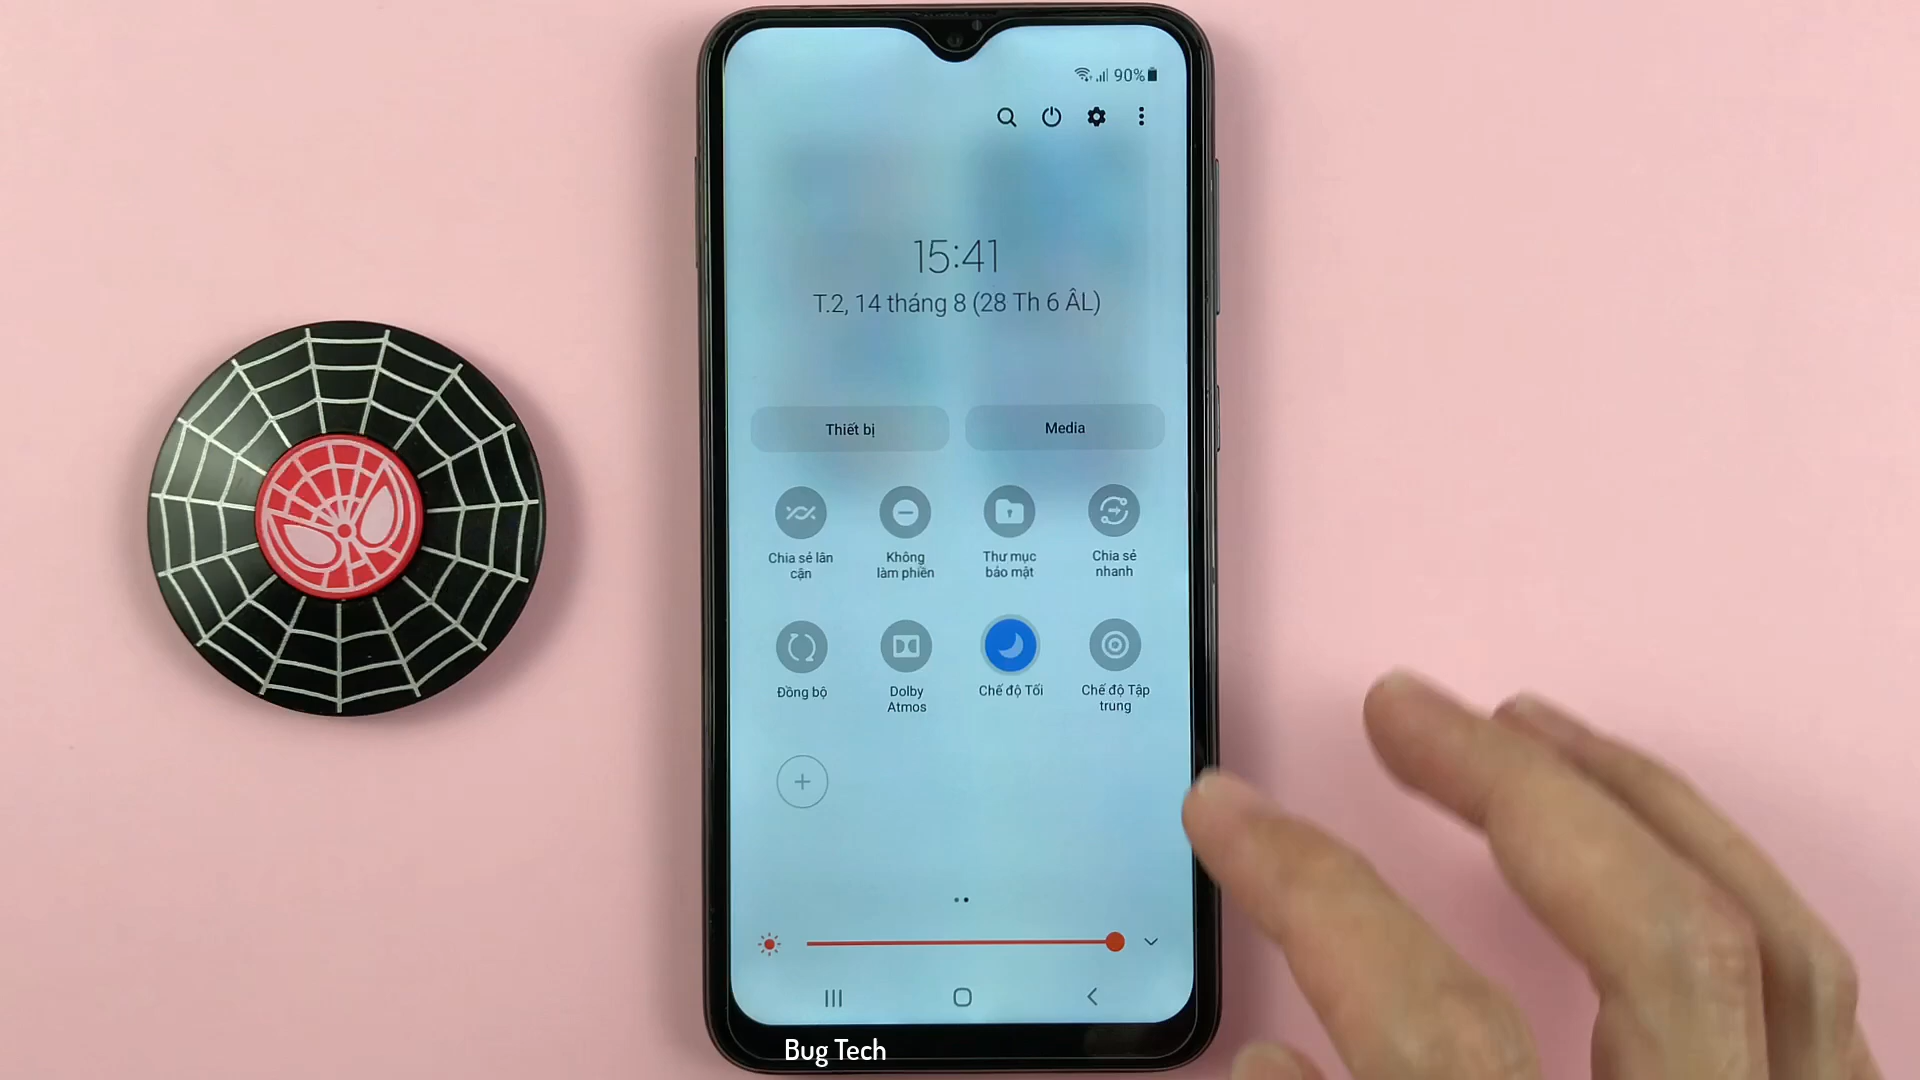 90%
15:41
T.2, 14 tháng 8 (28 Th 6 ÂL)
Thiết bị
Media
Chia sẻ lân
cận
Không
làm phiền
Thư mục
bảo mật
Chia sẻ
nhanh
Đồng bộ
Dolby
Atmos
Chế độ Tối
Chế độ Tập
trung
Bug Tech